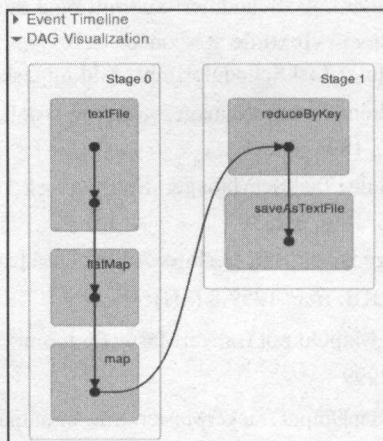 Event Timeline
DAG Visualization
Stage 0
textFile
flatMap
map
Stage 1
reduceByKey
saveAsTextFile